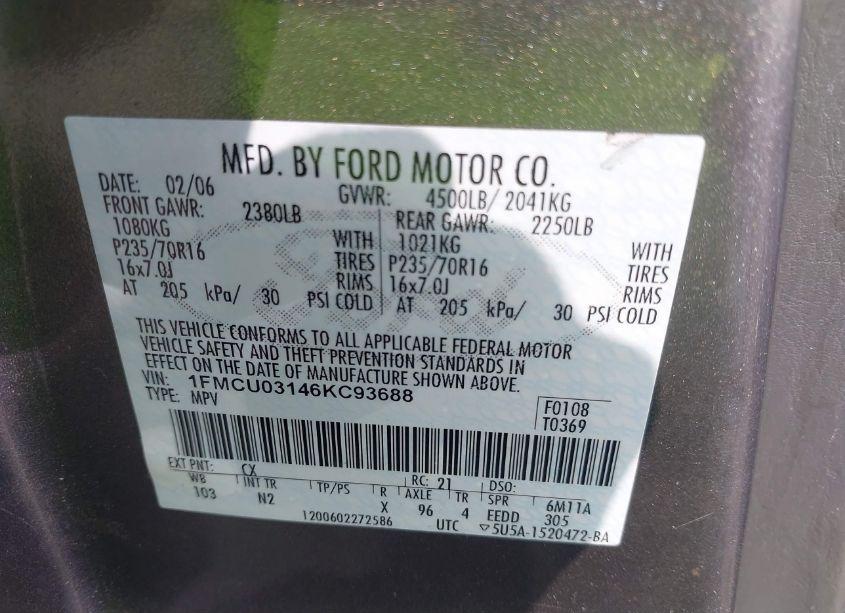 MFD. BY FORD MOTOR CO.
DATE: 02/06 GVWR: 4500LB/ 2041KG
FRONT GAWR: 2380LB REAR GAWR: 2250LB
1080KG WITH 1021KG WITH
P235/70R16 TIRES P235/70R16 TIRES
16x7.0J RIMS 16x7.0J RIMS
AT 205 kPa/ 30 PSI COLD AT 205 kPa/ 30 PSI COLD
THIS VEHICLE CONFORMS TO ALL APPLICABLE FEDERAL MOTOR
VEHICLE SAFETY AND THEFT PREVENTION STANDARDS IN
EFFECT ON THE DATE OF MANUFACTURE SHOWN ABOVE.
VIN: 1FMCU03146KC93688
TYPE: MPV
F0108
T0369
EXT PNT: CX RC: 21 DSO:
WB INT TR TP/PS R AXLE TR SPR 6M11A
103 N2 X 96 4 EEDD 305
1200602272586 UTC ▽5U5A-1520472-BA